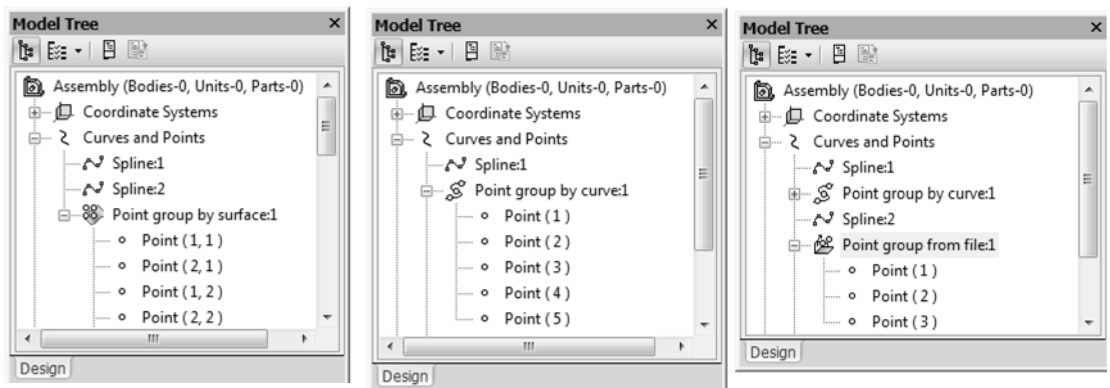 Model Tree
Assembly (Bodies-0, Units-0, Parts-0)
Coordinate Systems
Curves and Points
Spline:1
Spline:2
Point group by surface:1
Point ( 1, 1 )
Point ( 2, 1 )
Point ( 1, 2 )
Point ( 2, 2 )
Design
Model Tree
Assembly (Bodies-0, Units-0, Parts-0)
Coordinate Systems
Curves and Points
Spline:1
Point group by curve:1
Point ( 1 )
Point ( 2 )
Point ( 3 )
Point ( 4 )
Point ( 5 )
Design
Model Tree
Assembly (Bodies-0, Units-0, Parts-0)
Coordinate Systems
Curves and Points
Spline:1
Point group by curve:1
Spline:2
Point group from file:1
Point ( 1 )
Point ( 2 )
Point ( 3 )
Design